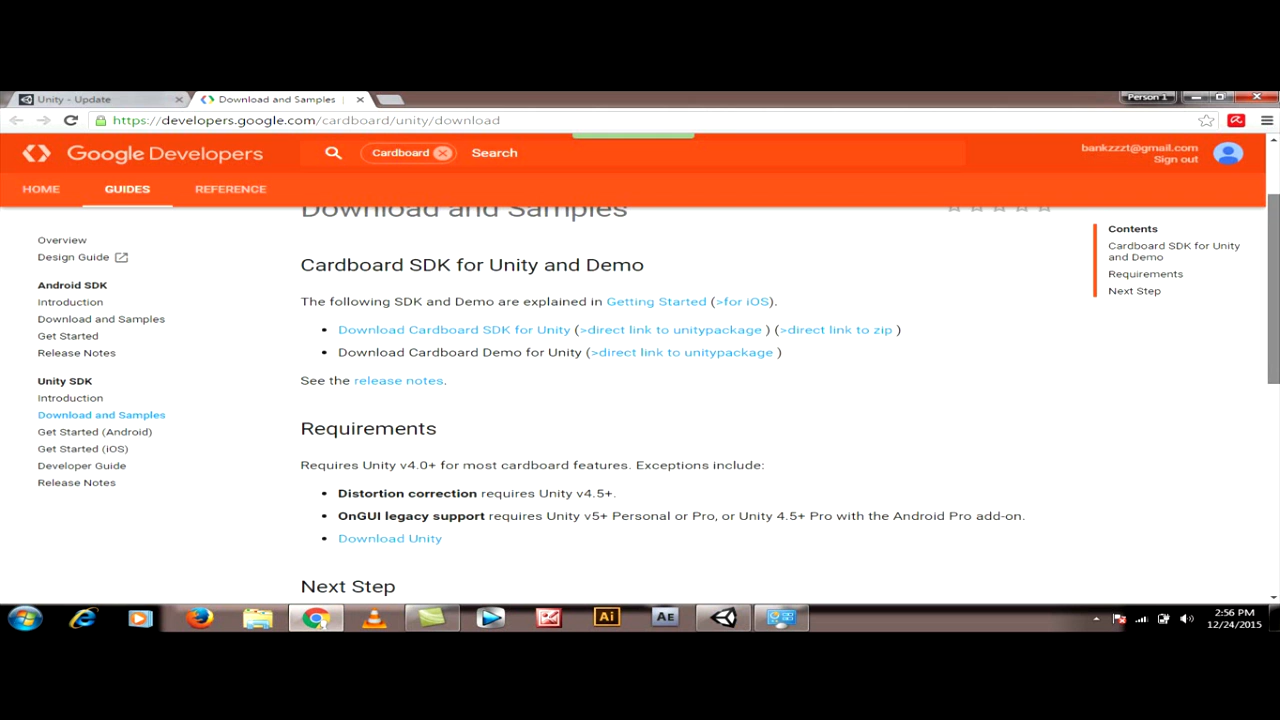 Unity - Update
Download and Samples
Person 1
https://developers.google.com/cardboard/unity/download
Google Developers
Cardboard
Search
bankzzzt@gmail.com
Sign out
HOME
GUIDES
REFERENCE
Download and Samples
Overview
Design Guide
Android SDK
Introduction
Download and Samples
Get Started
Release Notes
Unity SDK
Introduction
Download and Samples
Get Started (Android)
Get Started (iOS)
Developer Guide
Release Notes
Cardboard SDK for Unity and Demo
The following SDK and Demo are explained in Getting Started (>for iOS).
• Download Cardboard SDK for Unity (>direct link to unitypackage ) (>direct link to zip )
• Download Cardboard Demo for Unity (>direct link to unitypackage )
See the release notes.
Requirements
Requires Unity v4.0+ for most cardboard features. Exceptions include:
• Distortion correction requires Unity v4.5+.
• OnGUI legacy support requires Unity v5+ Personal or Pro, or Unity 4.5+ Pro with the Android Pro add-on.
• Download Unity
Next Step
Contents
Cardboard SDK for Unity
and Demo
Requirements
Next Step
Ai
AE
2:56 PM
12/24/2015